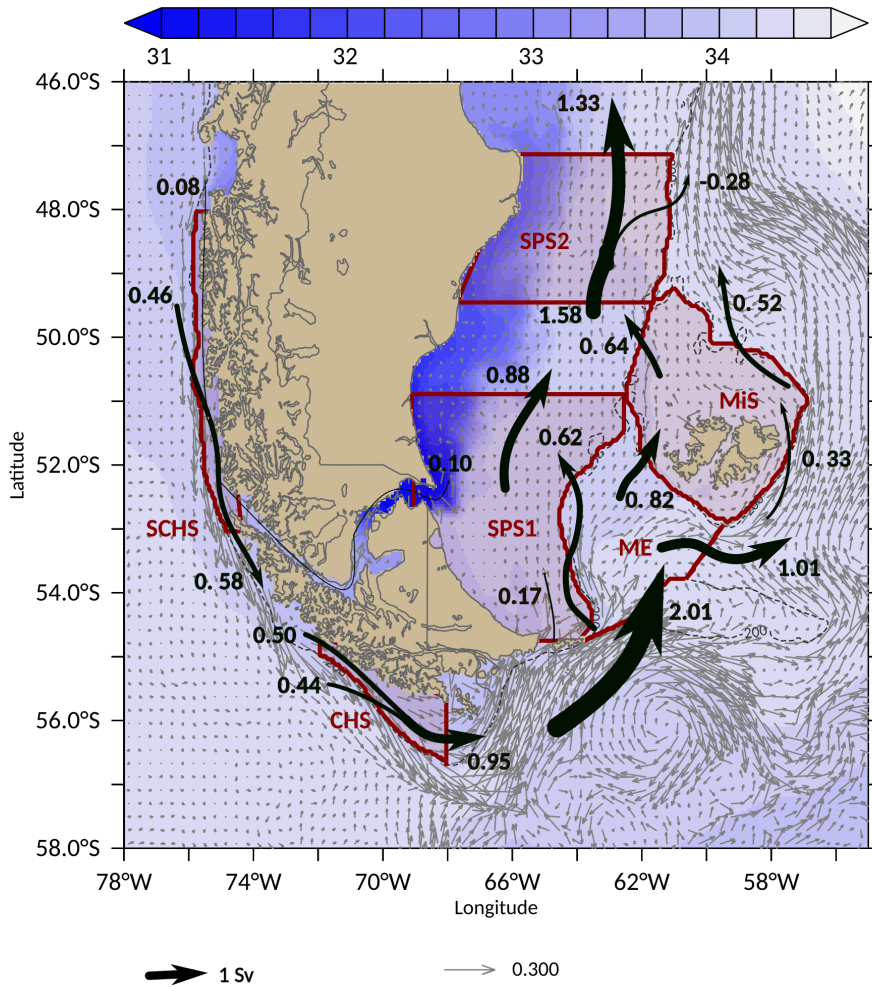 31 32 33 34
46.0°S
1.33
0.08
-0.28
48.0°S
SPS2
0.46
0. 52
1.58
50.0°S
0. 64
0.88
MiS
0.62
52.0°S
0.10
0. 33
0. 82
SCHS
SPS1
ME
1.01
0. 58
54.0°S
0.17
2.01
0.50
200
0.44
CHS
56.0°S
0.95
58.0°S
Latitude
78°W 74°W 70°W 66°W 62°W 58°W
Longitude
1 Sv
0.300